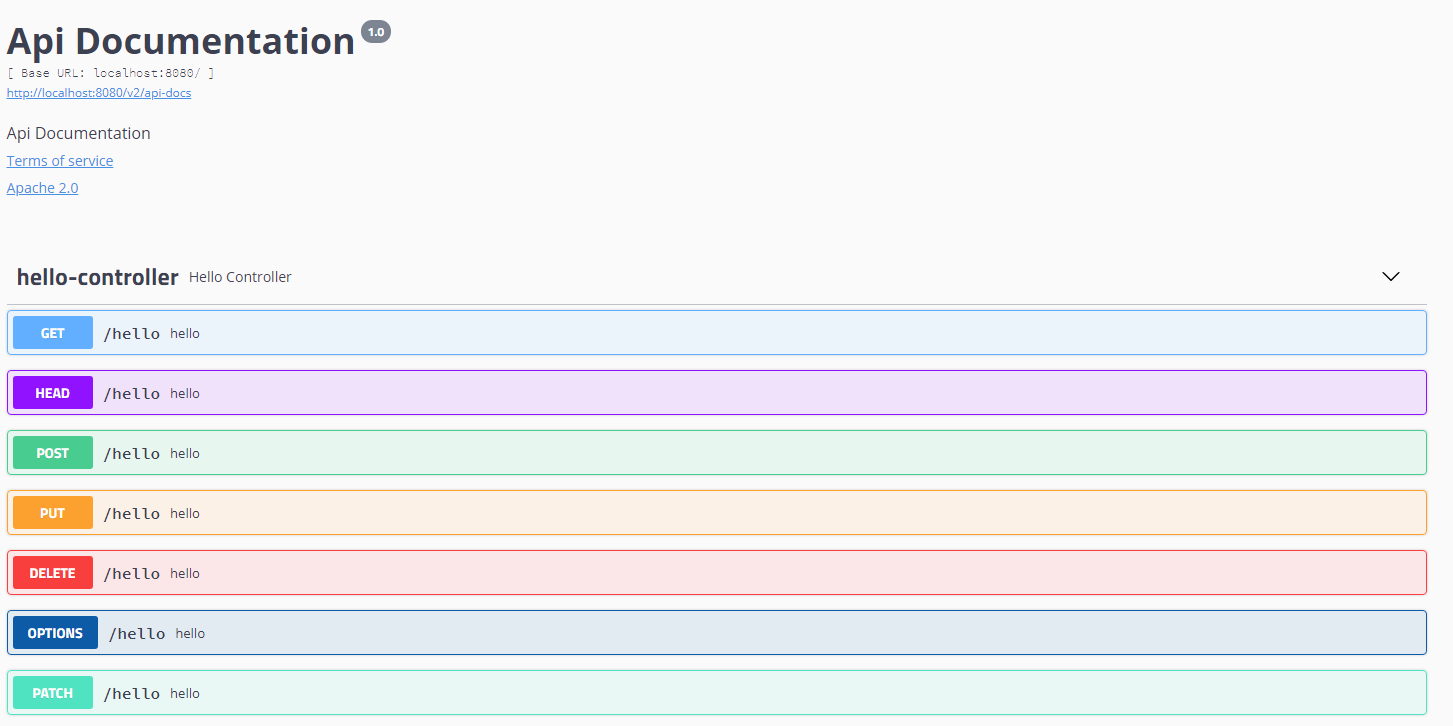 Api Documentation 1.0
[ Base URL: localhost:8080/ ]
http://localhost:8080/v2/api-docs
Api Documentation
Terms of service
Apache 2.0
hello-controller Hello Controller
GET /hello hello
HEAD /hello hello
POST /hello hello
PUT /hello hello
DELETE /hello hello
OPTIONS /hello hello
PATCH /hello hello